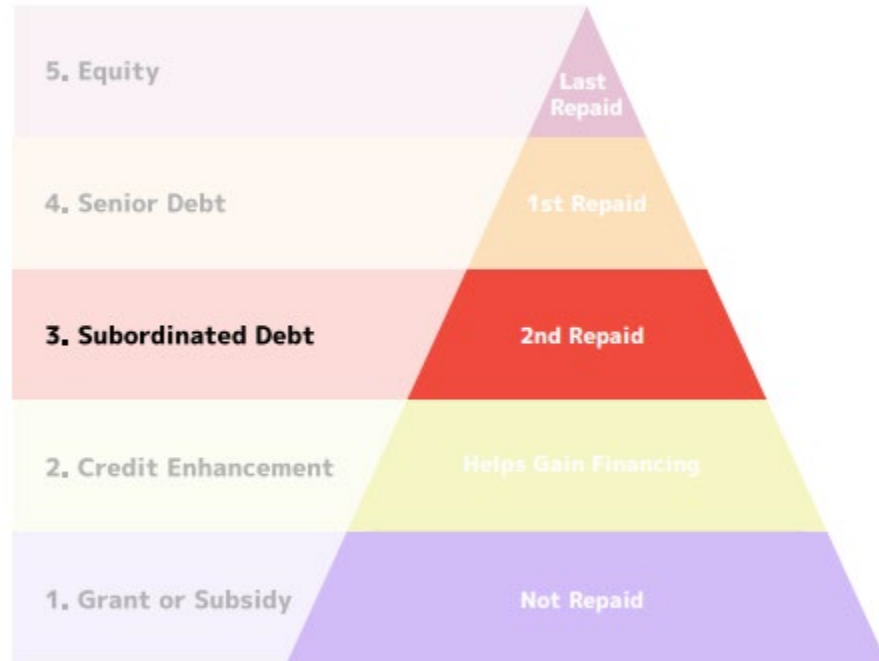 5. Equity
Last
Repaid
4. Senior Debt
1st Repaid
3. Subordinated Debt
2nd Repaid
2. Credit Enhancement
Helps Gain Financing
1. Grant or Subsidy
Not Repaid